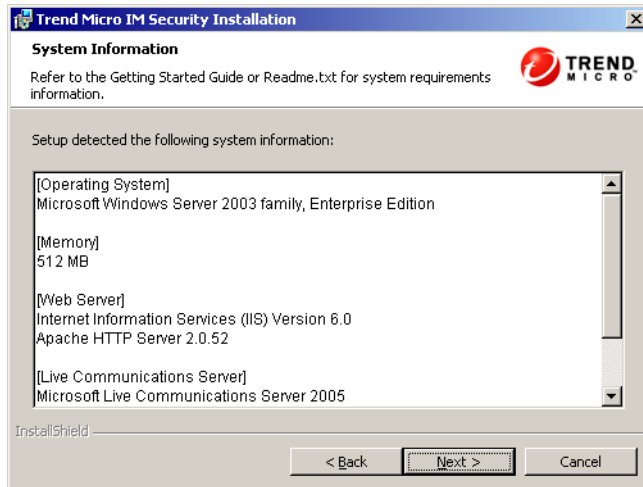 Trend Micro IM Security Installation
System Information
Refer to the Getting Started Guide or Readme.txt for system requirements
information.
TREND
MICRO
Setup detected the following system information:
[Operating System]
Microsoft Windows Server 2003 family, Enterprise Edition
[Memory]
512 MB
[Web Server]
Internet Information Services (IIS) Version 6.0
Apache HTTP Server 2.0.52
[Live Communications Server]
Microsoft Live Communications Server 2005
InstallShield
< Back
Next >
Cancel